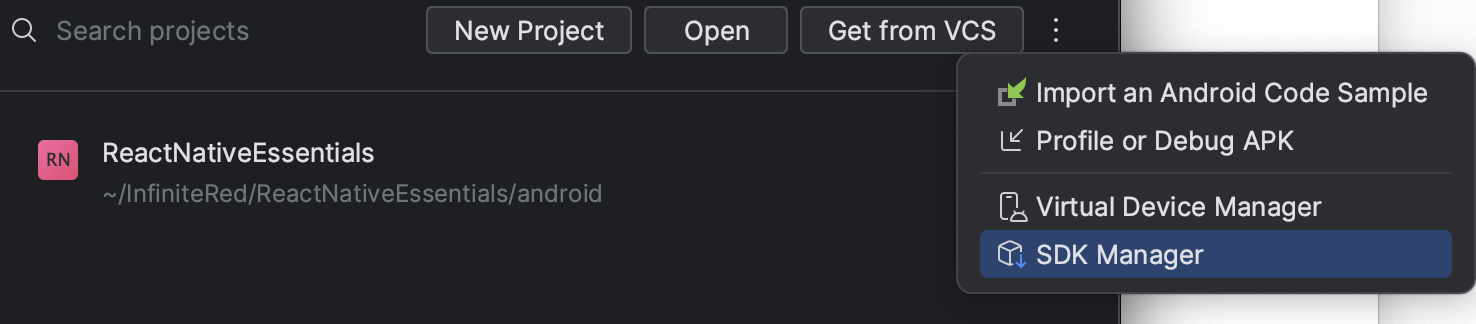 Search projects
New Project
Open
Get from VCS
Import an Android Code Sample
Profile or Debug APK
Virtual Device Manager
SDK Manager
RN
ReactNativeEssentials
~/InfiniteRed/ReactNativeEssentials/android